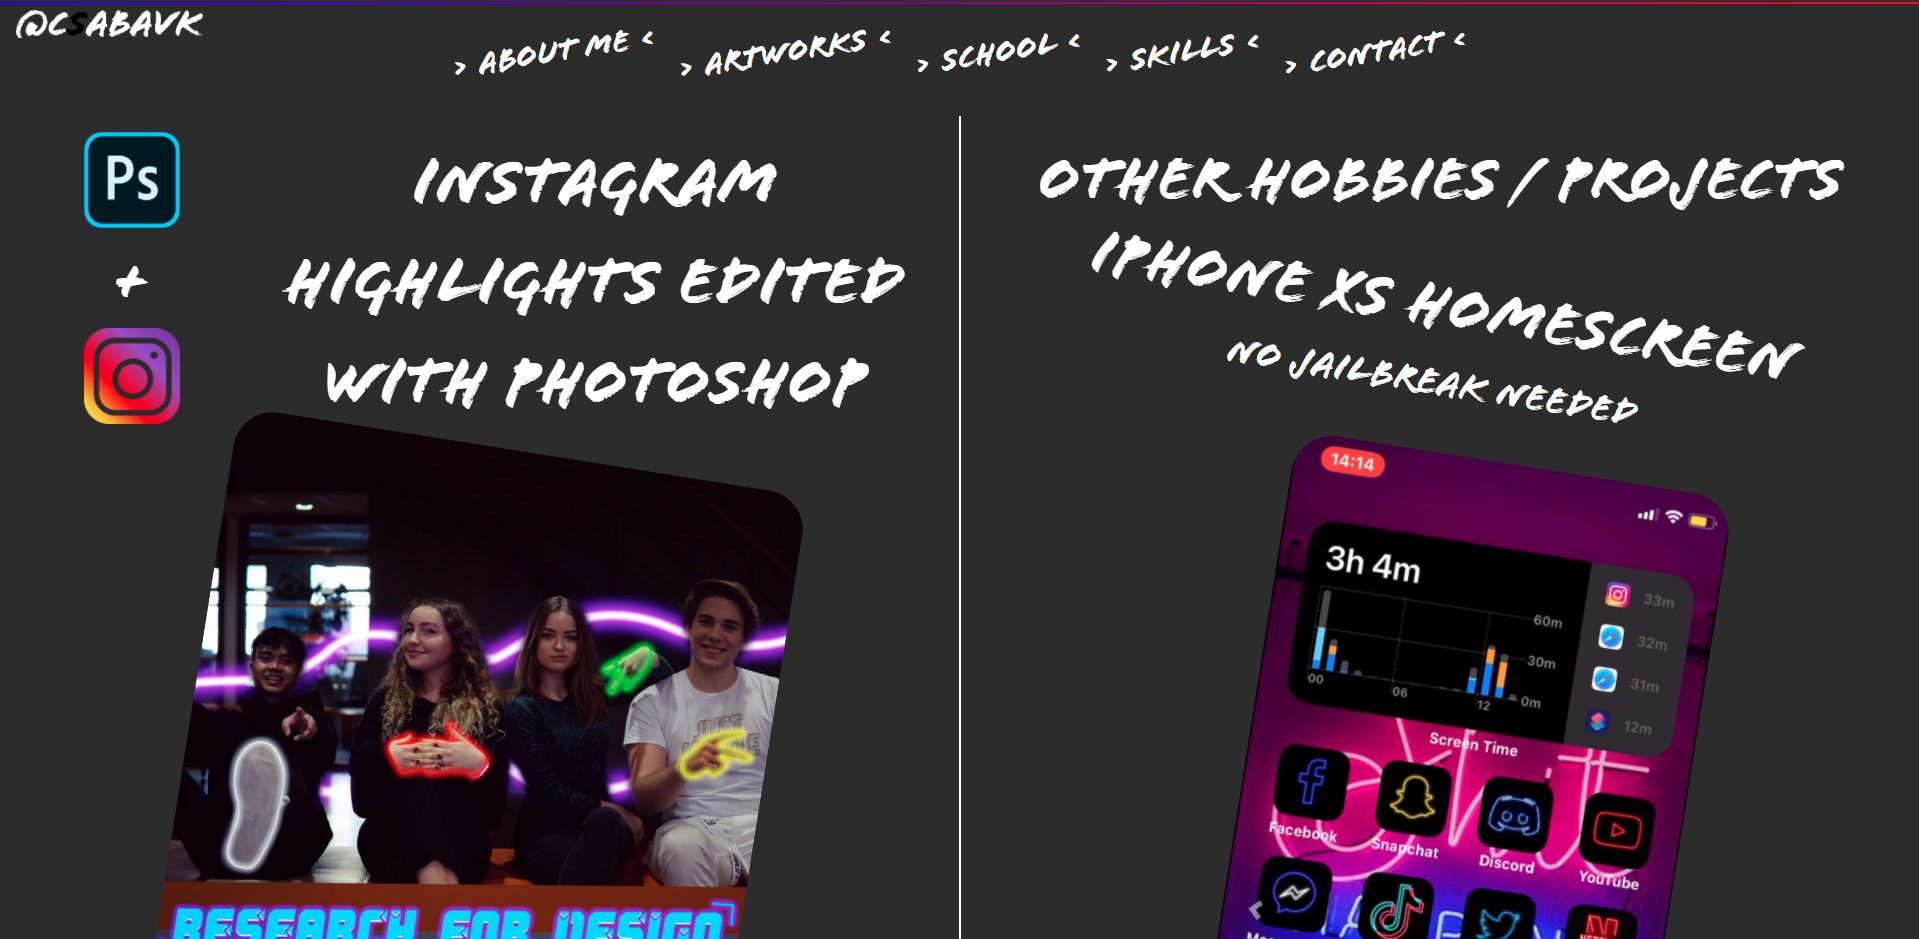 @CSABAVK
> ABOUT ME <
> ARTWORKS <
> SCHOOL <
> SKILLS <
> CONTACT <
Ps
+
INSTAGRAM
HIGHLIGHTS EDITED
WITH PHOTOSHOP
RESEARCH FOR DESIGN
OTHER HOBBIES / PROJECTS
IPHONE XS HOMESCREEN
NO JAILBREAK NEEDED
14:14
3h 4m
60m
30m
0m
00
06
12
33m
32m
31m
12m
Screen Time
Facebook
Snapchat
Discord
YouTube